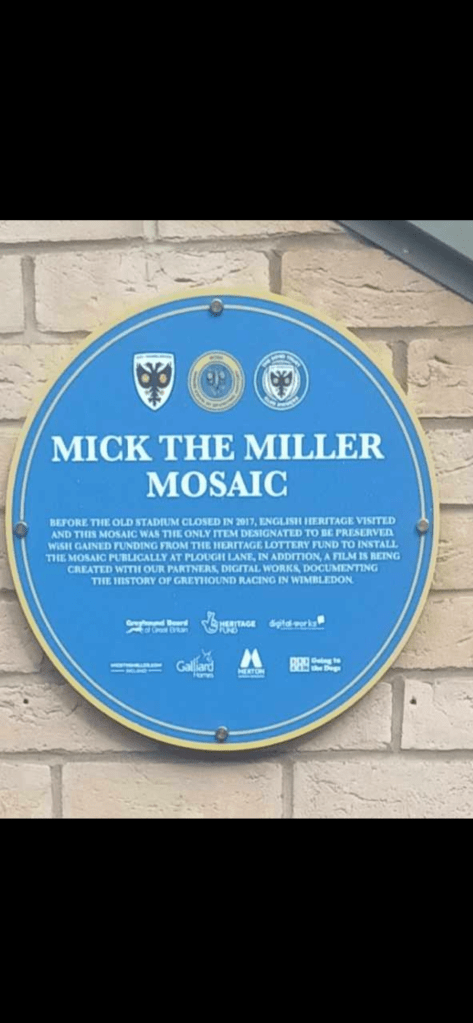 MICK THE MILLER
MOSAIC
BEFORE THE OLD STADIUM CLOSED IN 2017, ENGLISH HERITAGE VISITED
AND THIS MOSAIC WAS THE ONLY ITEM DESIGNATED TO BE PRESERVED.
WISH GAINED FUNDING FROM THE HERITAGE LOTTERY FUND TO INSTALL
THE MOSAIC PUBLICALLY AT PLOUGH LANE, IN ADDITION, A FILM IS BEING
CREATED WITH OUR PARTNERS, DIGITAL WORKS, DOCUMENTING
THE HISTORY OF GREYHOUND RACING IN WIMBLEDON.
Greyhound Board
of Great Britain
HERITAGE
FUND
digital-works
Galliard
Homes
MERTON
Going to
the Dogs